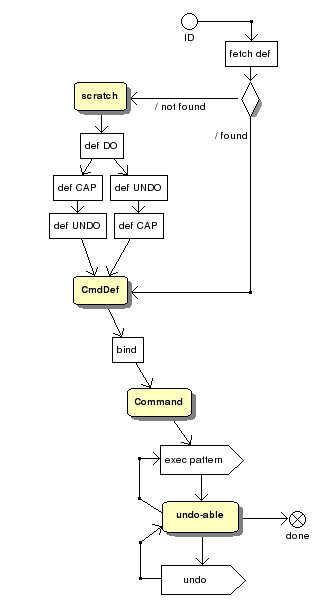 ID
fetch def
scratch
/ not found
/ found
def DO
def CAP
def UNDO
def UNDO
def CAP
CmdDef
bind
Command
exec pattern
undo-able
done
undo